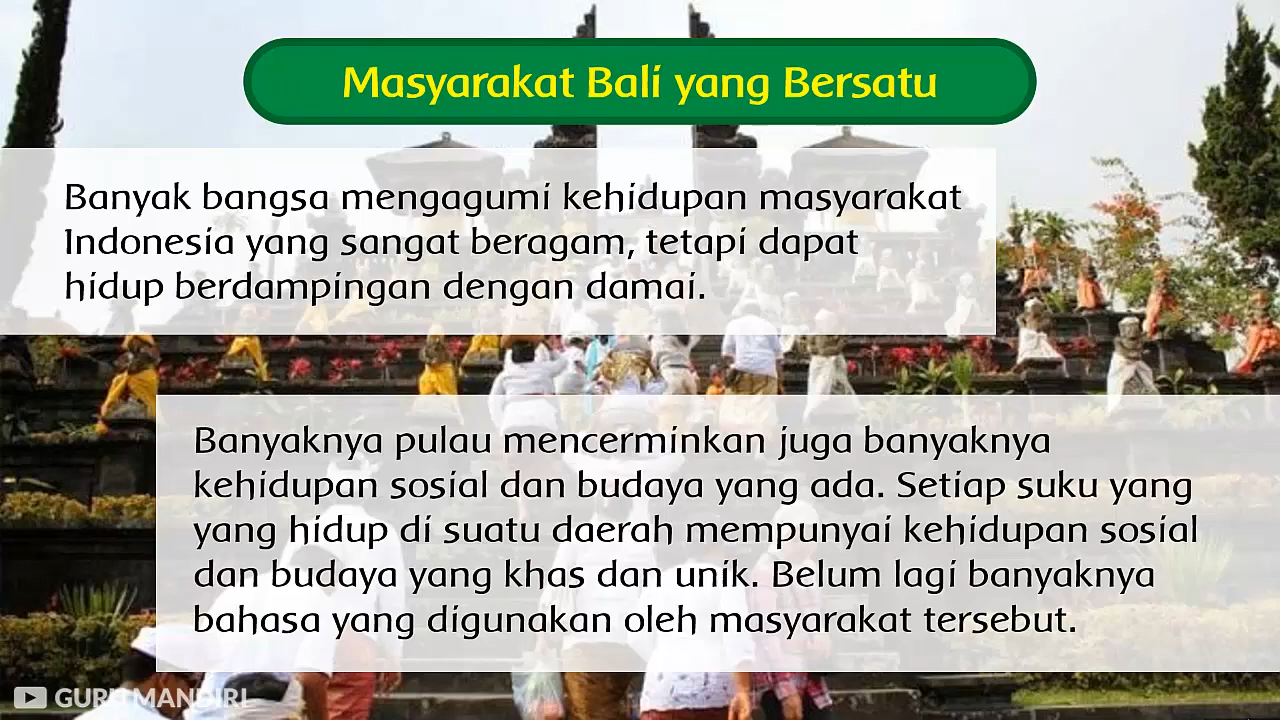 Masyarakat Bali yang Bersatu
Banyak bangsa mengagumi kehidupan masyarakat
Indonesia yang sangat beragam, tetapi dapat
hidup berdampingan dengan damai.
Banyaknya pulau mencerminkan juga banyaknya
kehidupan sosial dan budaya yang ada. Setiap suku yang
yang hidup di suatu daerah mempunyai kehidupan sosial
dan budaya yang khas dan unik. Belum lagi banyaknya
bahasa yang digunakan oleh masyarakat tersebut.
GURU MANDIRI